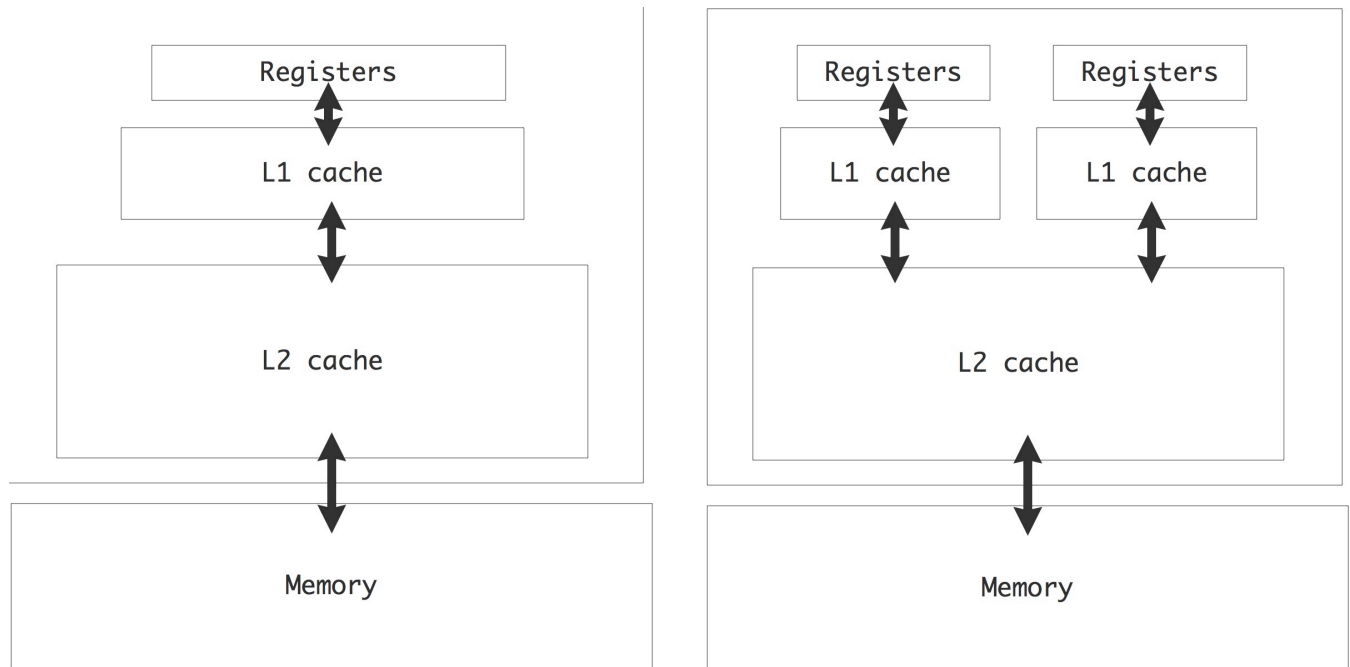 Registers
L1 cache
L2 cache
Memory
Registers
Registers
L1 cache
L1 cache
L2 cache
Memory